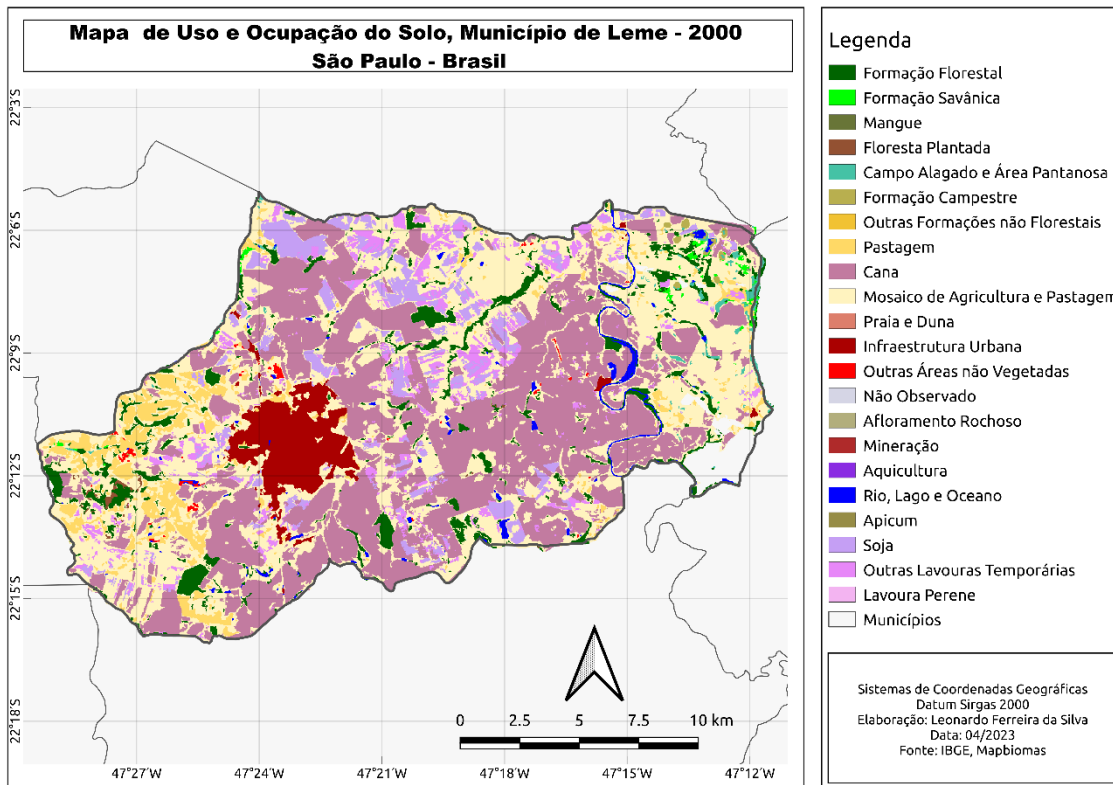 Mapa de Uso e Ocupação do Solo, Município de Leme - 2000
São Paulo - Brasil
22°3'S
22°6'S
22°9'S
22°12'S
22°15'S
22°18'S
47°27'W
47°24'W
47°21'W
47°18'W
47°15'W
47°12'W
0 2.5 5 7.5 10 km
Legenda
Formação Florestal
Formação Savânica
Mangue
Floresta Plantada
Campo Alagado e Área Pantanosa
Formação Campestre
Outras Formações não Florestais
Pastagem
Cana
Mosaico de Agricultura e Pastagem
Praia e Duna
Infraestrutura Urbana
Outras Áreas não Vegetadas
Não Observado
Afloramento Rochoso
Mineração
Aquicultura
Rio, Lago e Oceano
Apicum
Soja
Outras Lavouras Temporárias
Lavoura Perene
Municípios
Sistemas de Coordenadas Geográficas
Datum Sirgas 2000
Elaboração: Leonardo Ferreira da Silva
Data: 04/2023
Fonte: IBGE, Mapbiomas